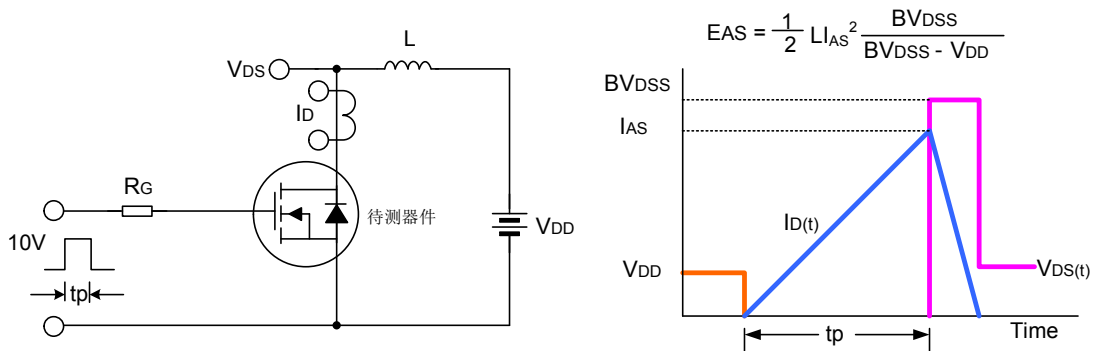 VDS
L
ID
RG
待测器件
VDD
10V
tp
EAS = 1/2 LIAS² BVDSS/(BVDSS - VDD)
BVDSS
IAS
ID(t)
VDD
VDS(t)
tp
Time